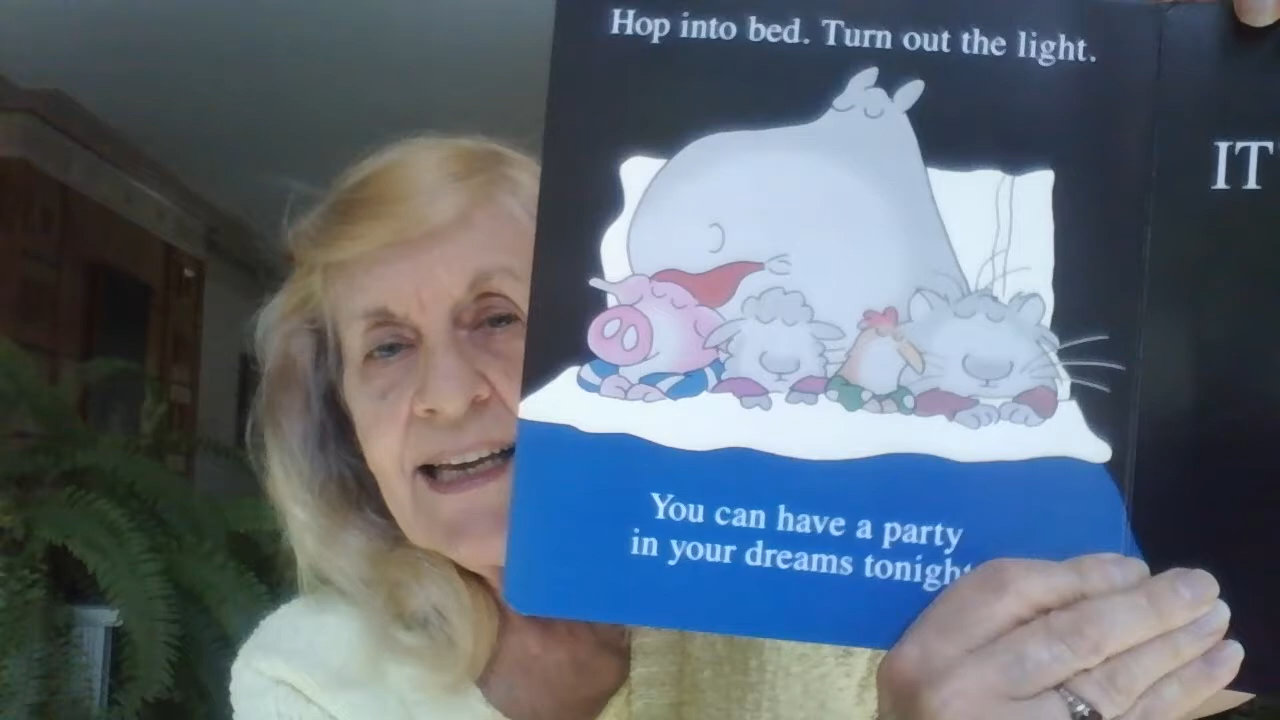 Hop into bed. Turn out the light.
IT'
You can have a party
in your dreams tonight